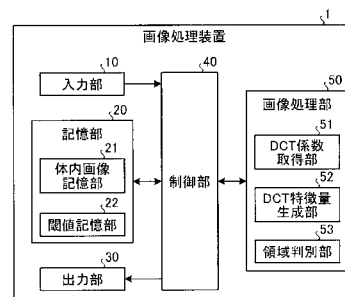 1
画像処理装置
10
入力部
20
記憶部
21
体内画像
記憶部
22
閾値記憶部
30
出力部
40
制御部
50
画像処理部
51
DCT係数
取得部
52
DCT特徴量
生成部
53
領域判別部